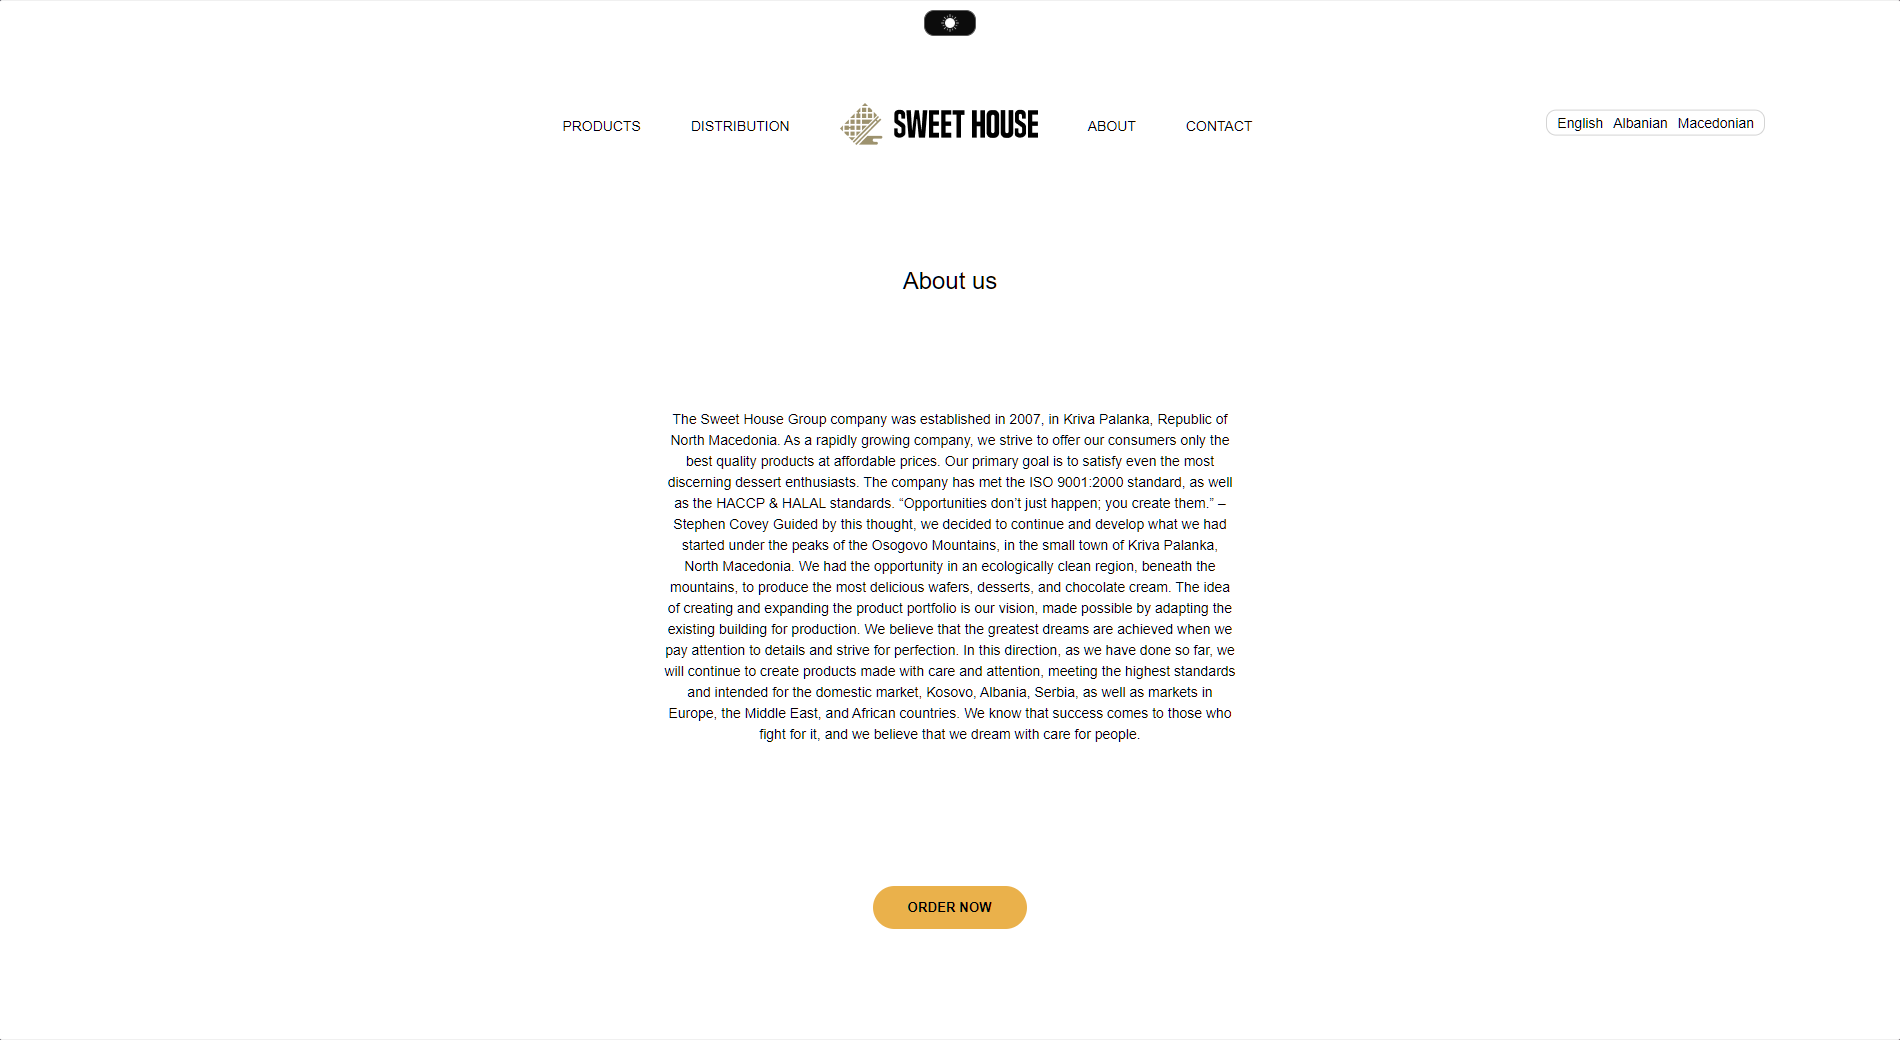 PRODUCTS
DISTRIBUTION
SWEET HOUSE
ABOUT
CONTACT
English Albanian Macedonian
About us
The Sweet House Group company was established in 2007, in Kriva Palanka, Republic of
North Macedonia. As a rapidly growing company, we strive to offer our consumers only the
best quality products at affordable prices. Our primary goal is to satisfy even the most
discerning dessert enthusiasts. The company has met the ISO 9001:2000 standard, as well
as the HACCP & HALAL standards. “Opportunities don’t just happen; you create them.” –
Stephen Covey Guided by this thought, we decided to continue and develop what we had
started under the peaks of the Osogovo Mountains, in the small town of Kriva Palanka,
North Macedonia. We had the opportunity in an ecologically clean region, beneath the
mountains, to produce the most delicious wafers, desserts, and chocolate cream. The idea
of creating and expanding the product portfolio is our vision, made possible by adapting the
existing building for production. We believe that the greatest dreams are achieved when we
pay attention to details and strive for perfection. In this direction, as we have done so far, we
will continue to create products made with care and attention, meeting the highest standards
and intended for the domestic market, Kosovo, Albania, Serbia, as well as markets in
Europe, the Middle East, and African countries. We know that success comes to those who
fight for it, and we believe that we dream with care for people.
ORDER NOW